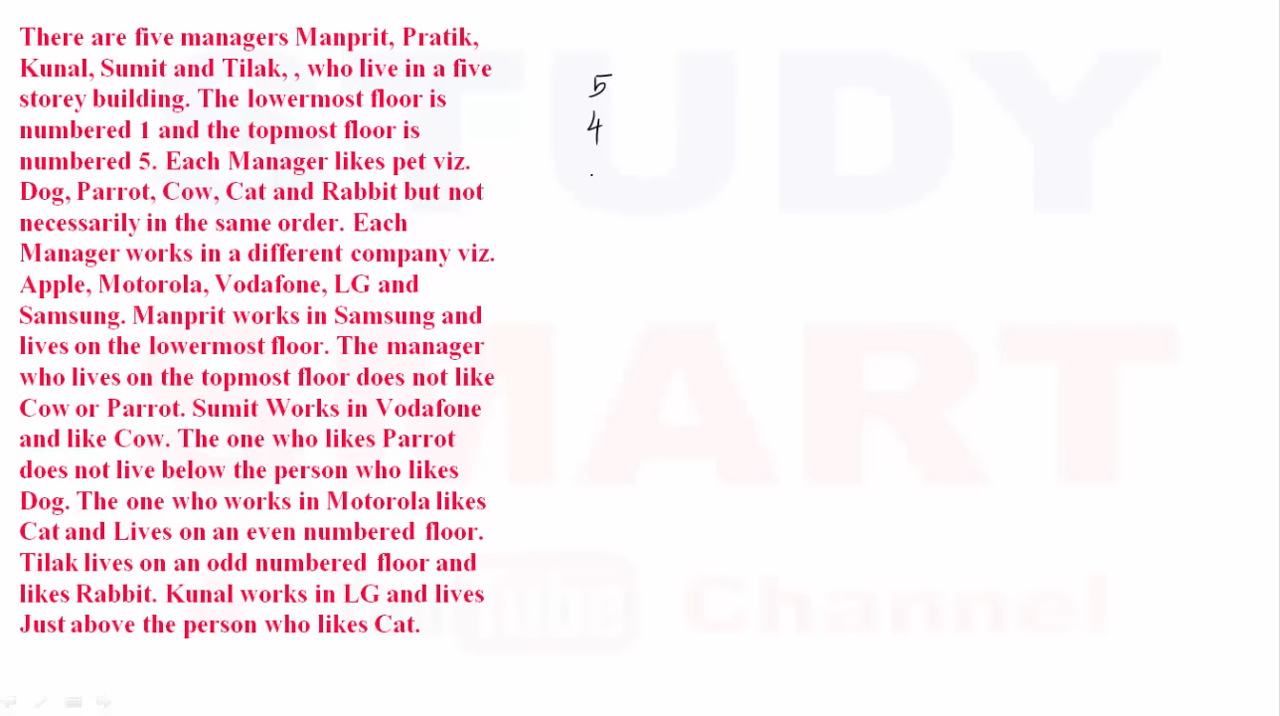 There are five managers Manprit, Pratik,
Kunal, Sumit and Tilak, , who live in a five
storey building. The lowermost floor is
numbered 1 and the topmost floor is
numbered 5. Each Manager likes pet viz.
Dog, Parrot, Cow, Cat and Rabbit but not
necessarily in the same order. Each
Manager works in a different company viz.
Apple, Motorola, Vodafone, LG and
Samsung. Manprit works in Samsung and
lives on the lowermost floor. The manager
who lives on the topmost floor does not like
Cow or Parrot. Sumit Works in Vodafone
and like Cow. The one who likes Parrot
does not live below the person who likes
Dog. The one who works in Motorola likes
Cat and Lives on an even numbered floor.
Tilak lives on an odd numbered floor and
likes Rabbit. Kunal works in LG and lives
Just above the person who likes Cat.
5
4
STUDY
SMART
YouTube Channel